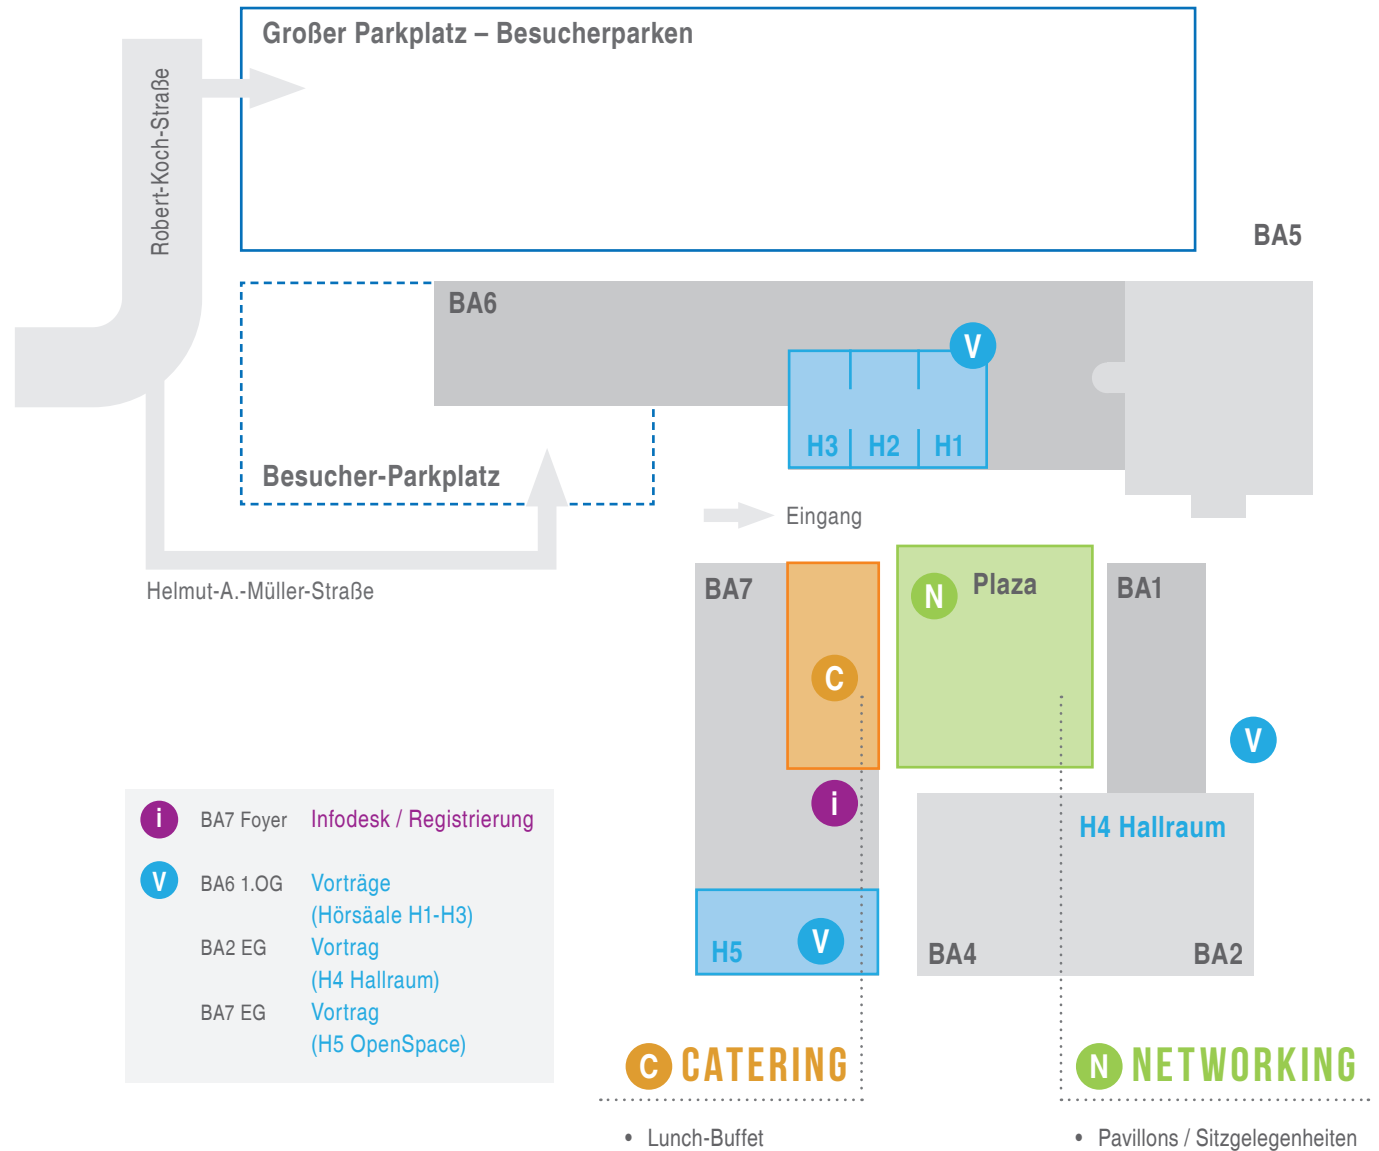 Großer Parkplatz – Besucherparken
Robert-Koch-Straße
BA5
BA6
V
H3 H2 H1
Besucher-Parkplatz
Eingang
Helmut-A.-Müller-Straße
BA7
N
Plaza
BA1
C
V
i
H4 Hallraum
H5
V
BA4
BA2
i BA7 Foyer Infodesk / Registrierung
V BA6 1.OG Vorträge
(Hörsäale H1-H3)
BA2 EG Vortrag
(H4 Hallraum)
BA7 EG Vortrag
(H5 OpenSpace)
C CATERING
• Lunch-Buffet
N NETWORKING
• Pavillons / Sitzgelegenheiten